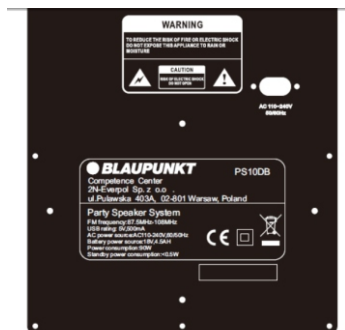 WARNING
TO REDUCE THE RISK OF FIRE OR ELECTRIC SHOCK
DO NOT EXPOSE THIS APPLIANCE TO RAIN OR
MOISTURE
CAUTION
RISK OF ELECTRIC SHOCK
DO NOT OPEN
AC 110-240V
50/60Hz
BLAUPUNKT PS10DB
Competence Center
2N-Everpol Sp. z o.o .
ul.Pulawska 403A, 02-801 Warsaw, Poland
Party Speaker System
FM frequency:87.5MHz-108MHz
USB rating: 5V,500mA
AC power source:AC110-240V,50/60Hz
Battery power source:18V,4.5AH
Power consumption:90W
Standby power consumption:<0.5W
CE